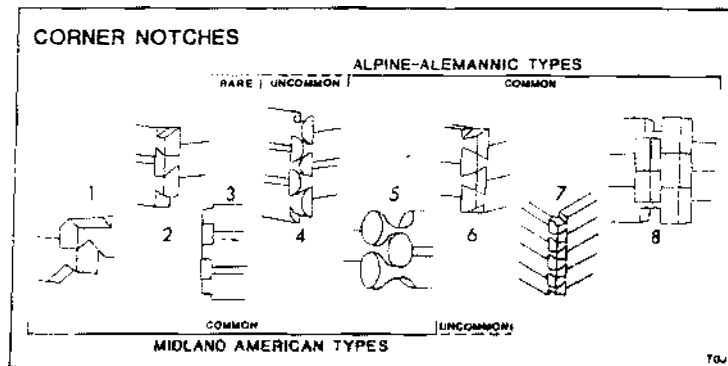 CORNER NOTCHES
ALPINE-ALEMANNIC TYPES
RARE UNCOMMON COMMON
1 2 3 4 5 6 7 8
COMMON UNCOMMON
MIDLAND AMERICAN TYPES